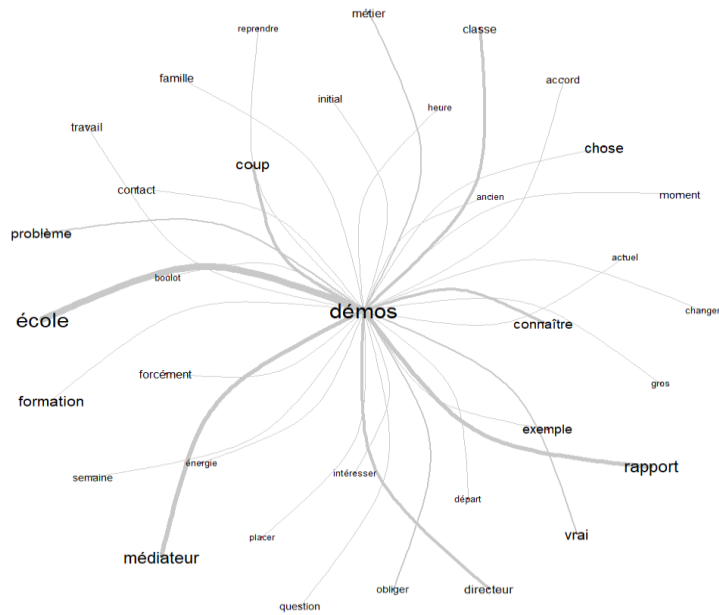 métier
reprendre
classe
famille
accord
initial
heure
travail
coup
chose
contact
ancien
moment
problème
actuel
boolot
école
démos
connaître
changer
forcément
gros
formation
exemple
énergie
rapport
semaine
intéresser
départ
placer
vrai
médiateur
obliger
directeur
question